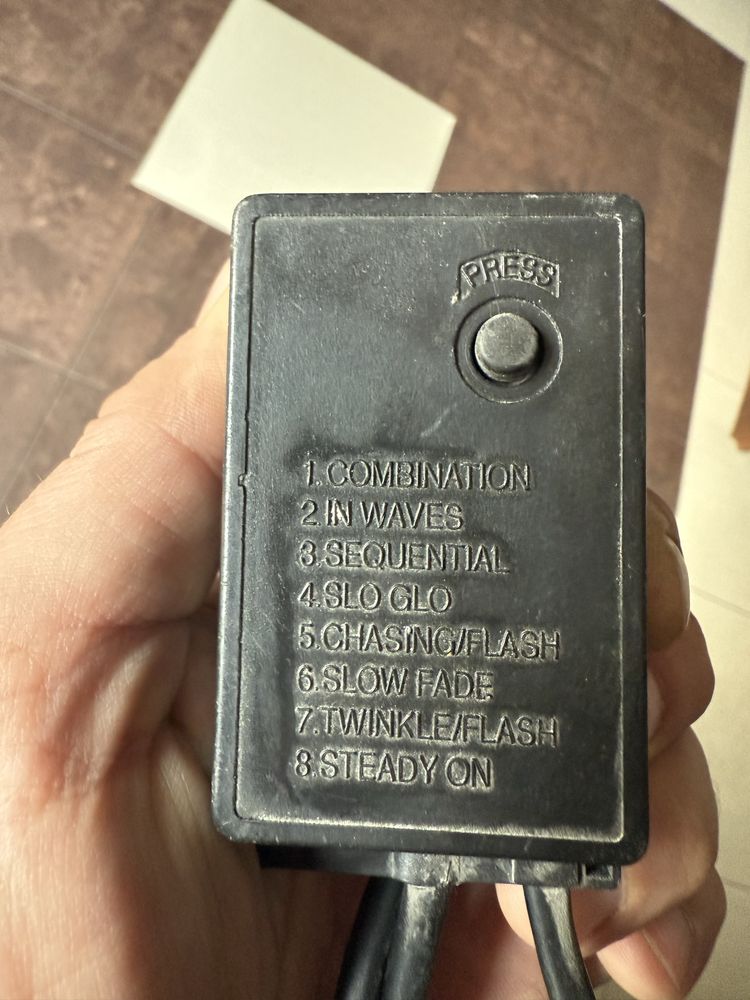 PRESS
1.COMBINATION
2.IN WAVES
3.SEQUENTIAL
4.SLO GLO
5.CHASING/FLASH
6.SLOW FADE
7.TWINKLE/FLASH
8.STEADY ON